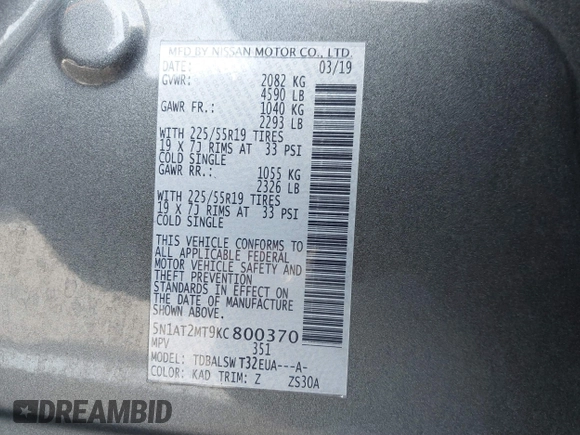 MFD BY NISSAN MOTOR CO., LTD.
DATE: 03/19
GVWR: 2082 KG
4590 LB
GAWR FR.: 1040 KG
2293 LB
WITH 225/55R19 TIRES
19 X 7J RIMS AT 33 PSI
COLD SINGLE
GAWR RR.: 1055 KG
2326 LB
WITH 225/55R19 TIRES
19 X 7J RIMS AT 33 PSI
COLD SINGLE
THIS VEHICLE CONFORMS TO
ALL APPLICABLE FEDERAL
MOTOR VEHICLE SAFETY AND
THEFT PREVENTION
STANDARDS IN EFFECT ON
THE DATE OF MANUFACTURE
SHOWN ABOVE.
5N1AT2MT9KC800370
MPV 351
MODEL: TDBALSW T32EUA---A-
COLOR: KAD TRIM: Z ZS30A
DREAMBID